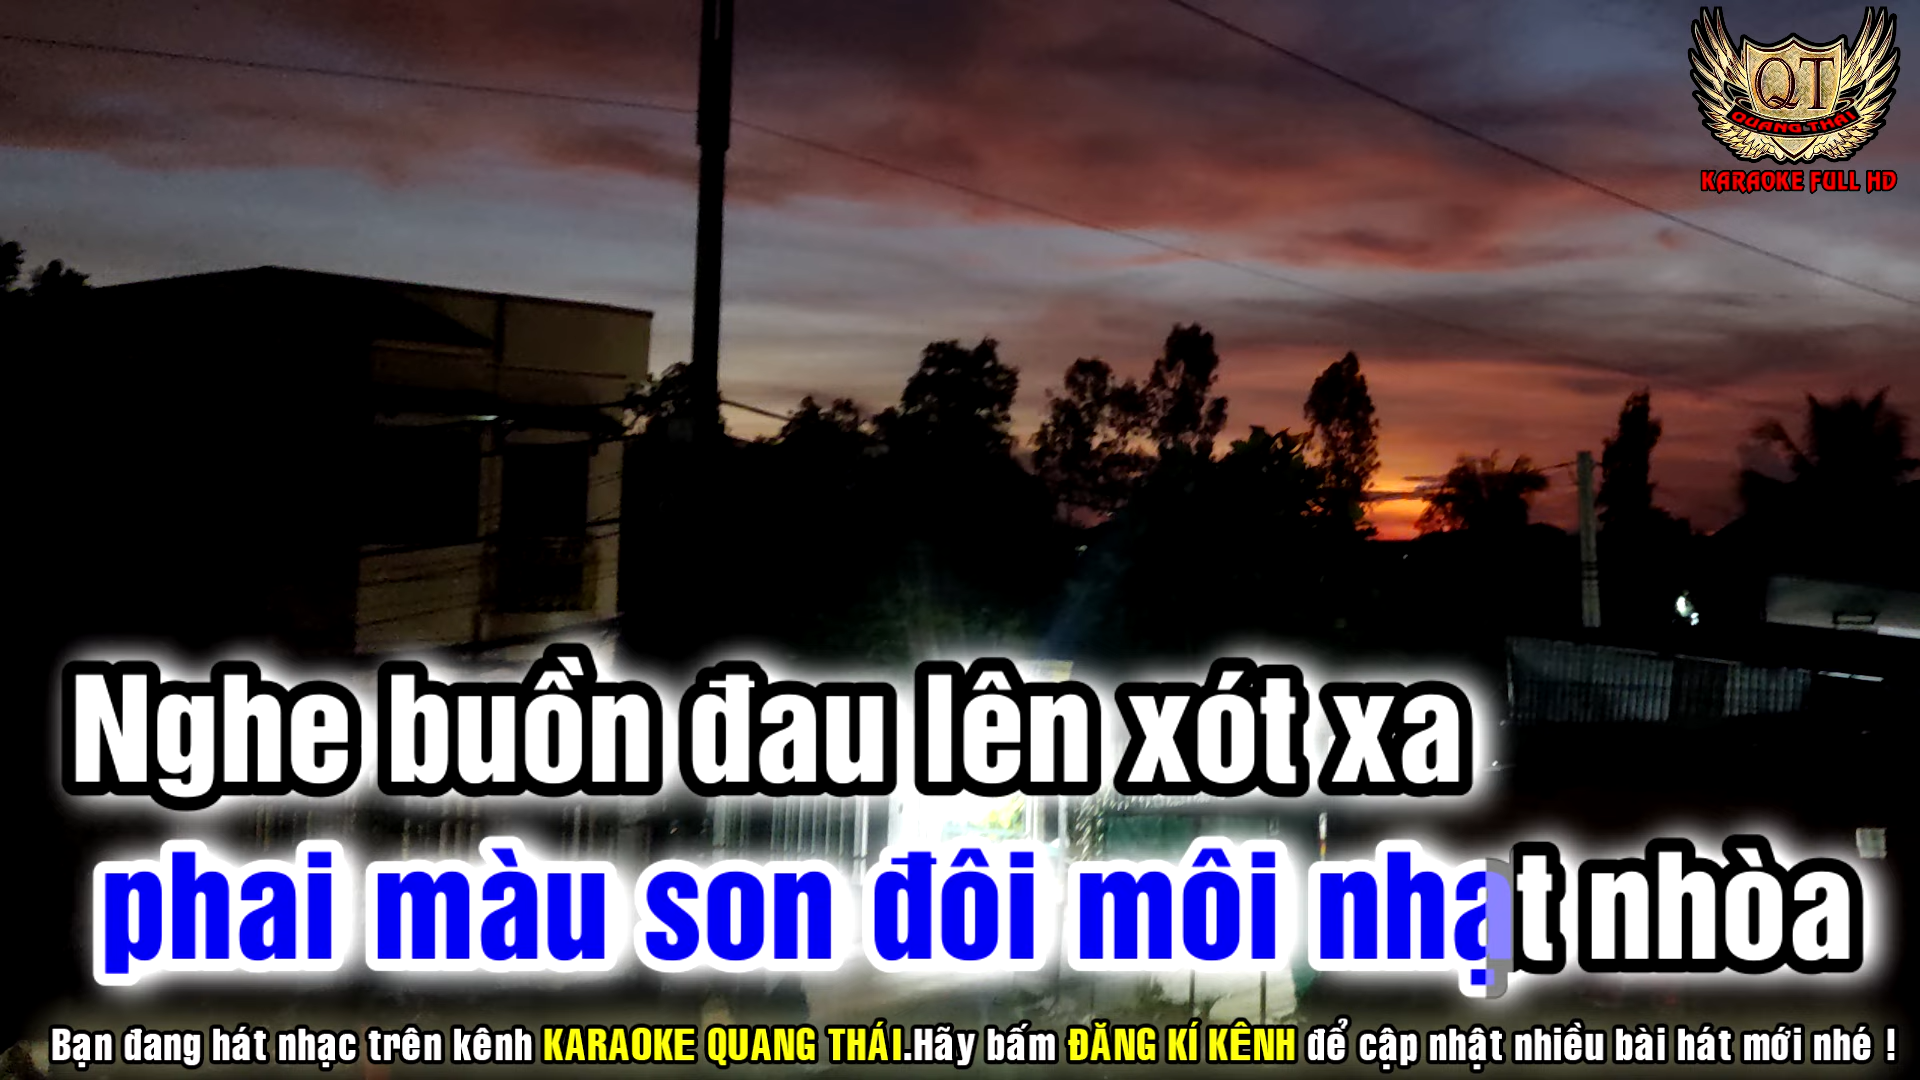 QT
QUANG THÁI
KARAOKE FULL HD
Nghe buồn đau lên xót xa
phai màu son đôi môi nhạt nhòa
Bạn đang hát nhạc trên kênh KARAOKE QUANG THÁI.Hãy bấm ĐĂNG KÍ KÊNH để cập nhật nhiều bài hát mới nhé !